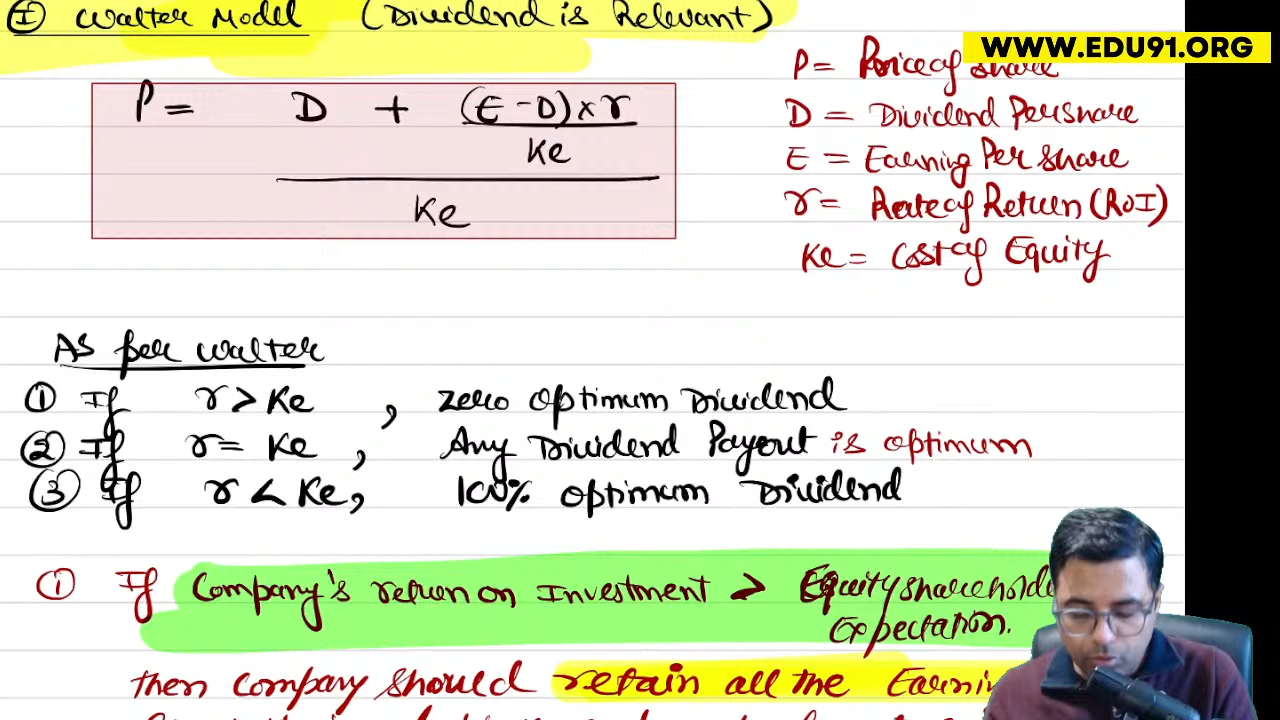 ① Walter Model (Dividend is Relevant)
WWW.EDU91.ORG
P = D + (E - D) x r
Ke
Ke
P = Price of share
D = Dividend Per share
E = Earning Per share
r = Rate of Return (RoI)
Ke = Cost of Equity
As per Walter
① If r > Ke , zero optimum Dividend
② If r = Ke , Any Dividend Payout is optimum
③ If r < Ke, 100% optimum Dividend
① If Company's return on Investment > Equity sharehold
Expectation.
then company should retain all the Earnin